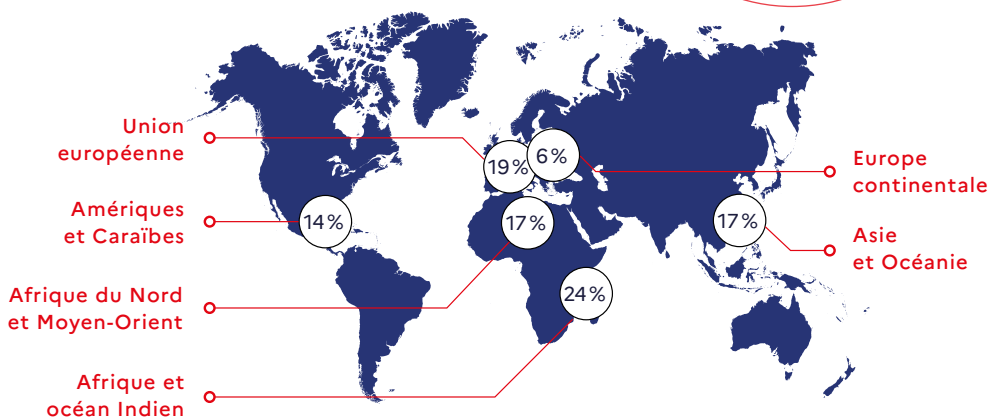 Union
européenne
Amériques
et Caraïbes
Afrique du Nord
et Moyen-Orient
Afrique et
océan Indien
14%
19%
6%
17%
24%
17%
Europe
continentale
Asie
et Océanie